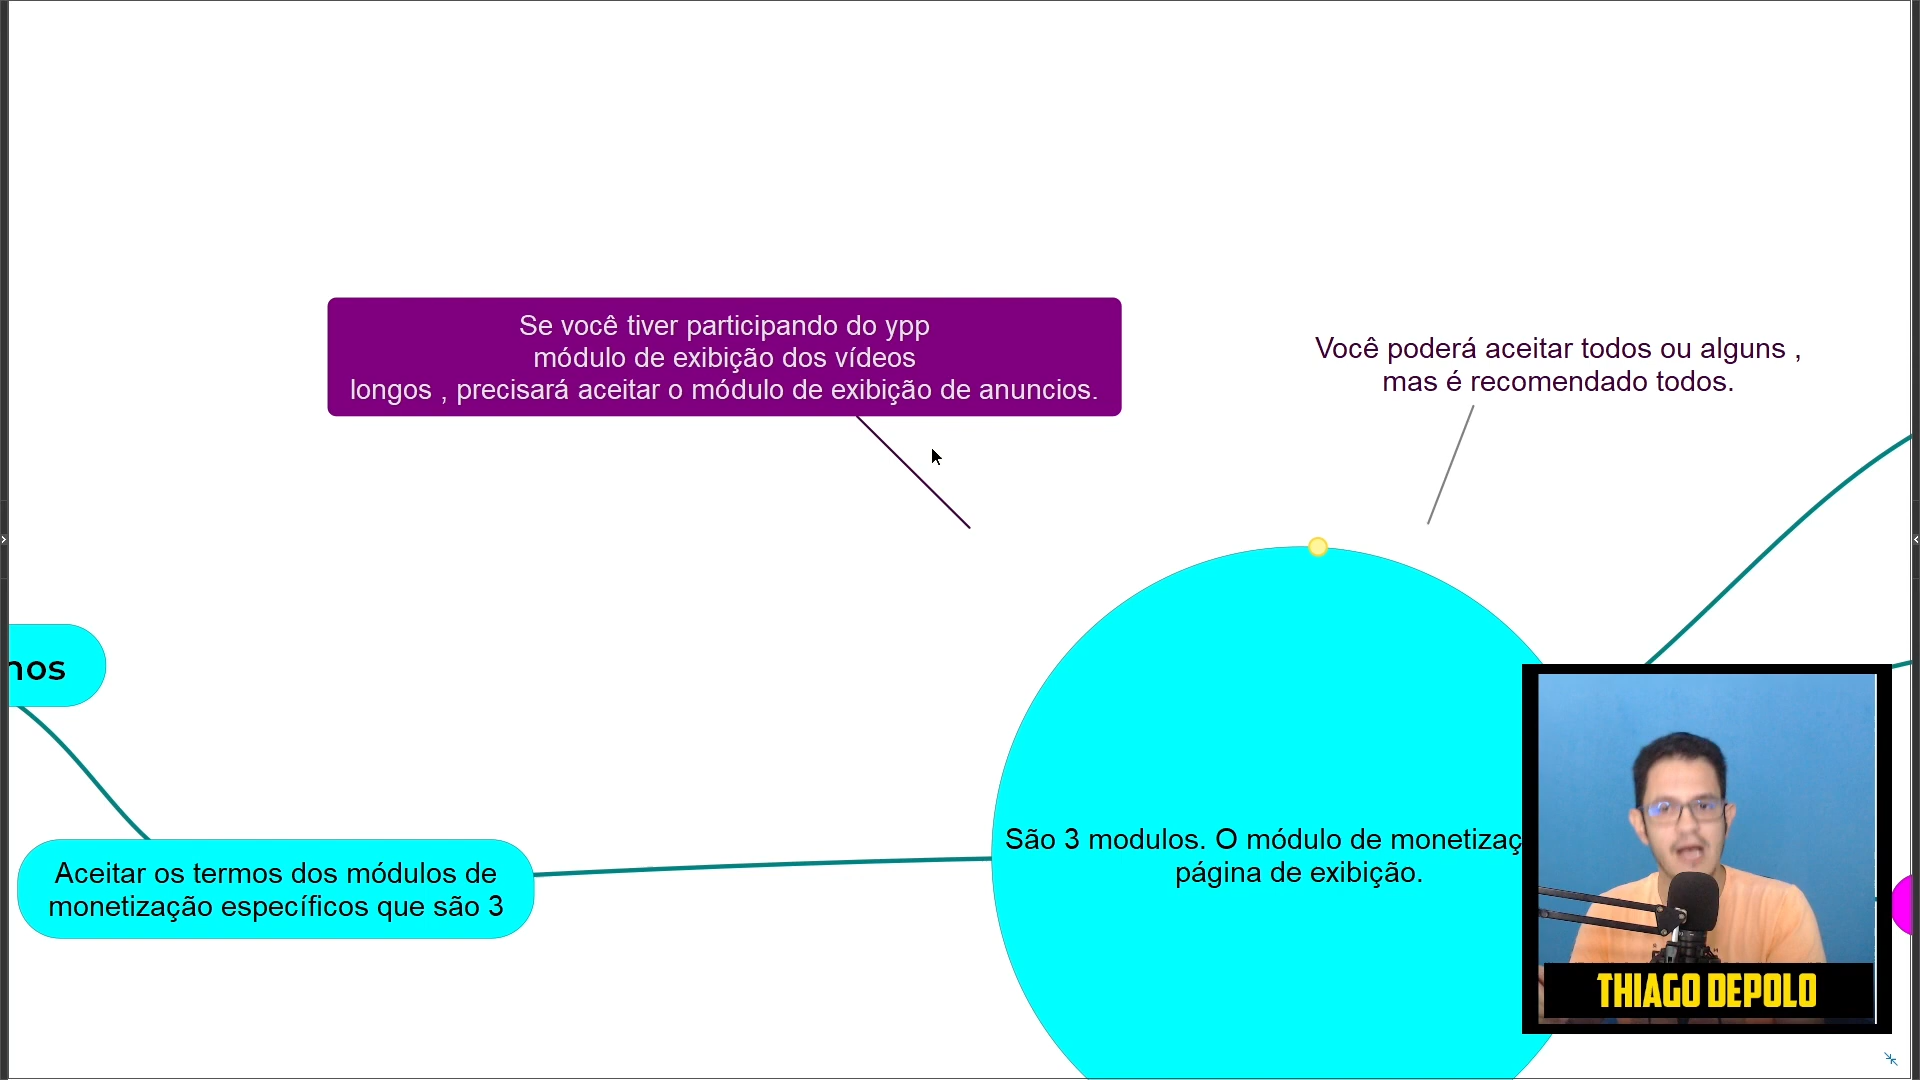 Se você tiver participando do ypp
módulo de exibição dos vídeos
longos , precisará aceitar o módulo de exibição de anuncios.
Você poderá aceitar todos ou alguns ,
mas é recomendado todos.
nos
Aceitar os termos dos módulos de
monetização específicos que são 3
São 3 modulos. O módulo de monetizaç
página de exibição.
THIAGO DEPOLO